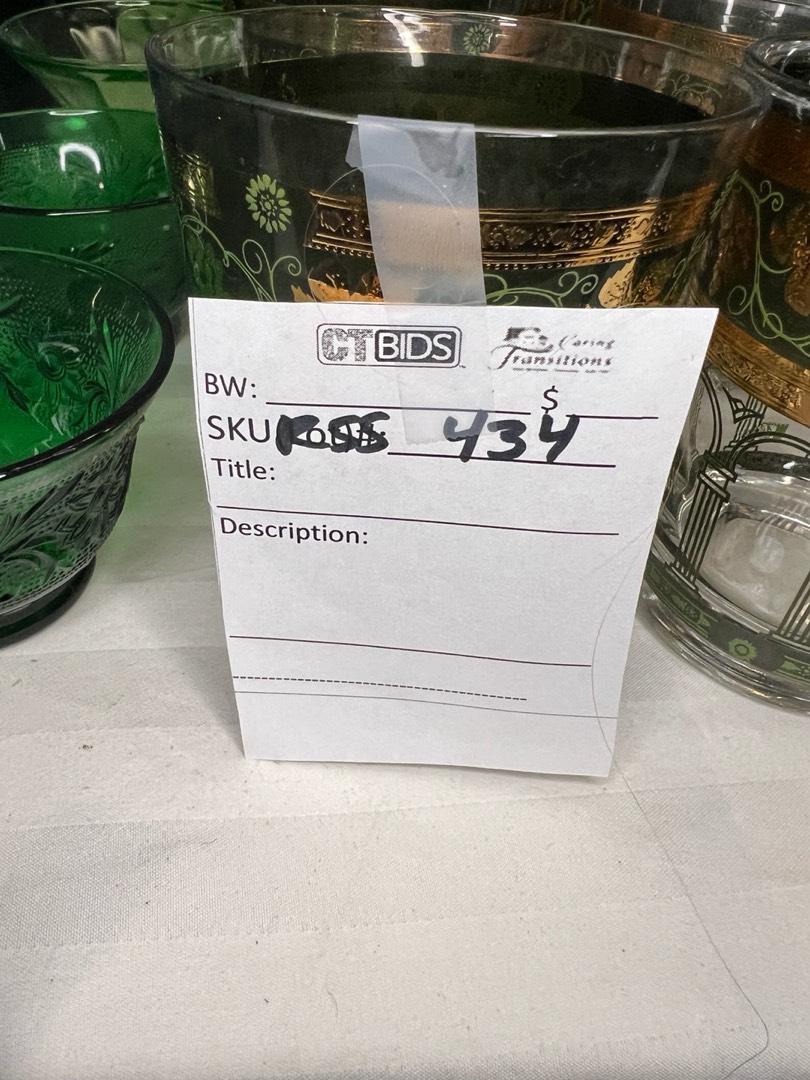 CTBIDS
Caring Transitions
BW: $
SKU 434
Title:
Description: